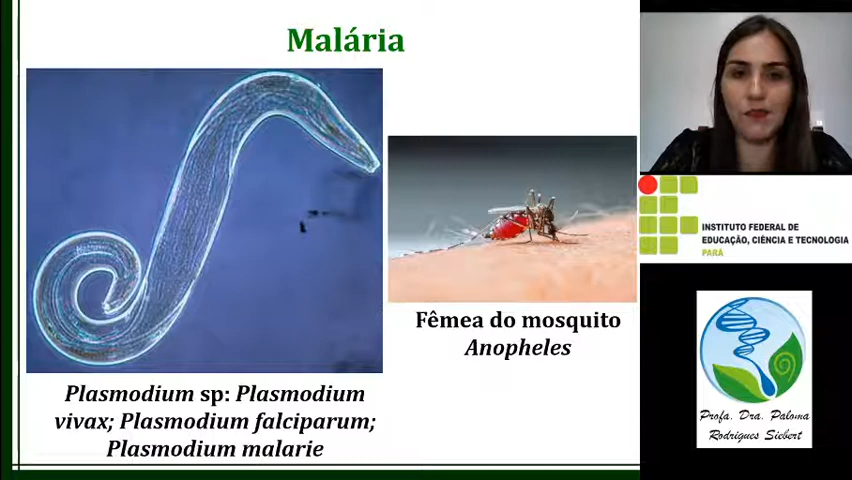 Malária
Plasmodium sp: Plasmodium
vivax; Plasmodium falciparum;
Plasmodium malarie
Fêmea do mosquito
Anopheles
INSTITUTO FEDERAL DE
EDUCAÇÃO, CIÊNCIA E TECNOLOGIA
PARÁ
Profa. Dra. Paloma
Rodrigues Siebert